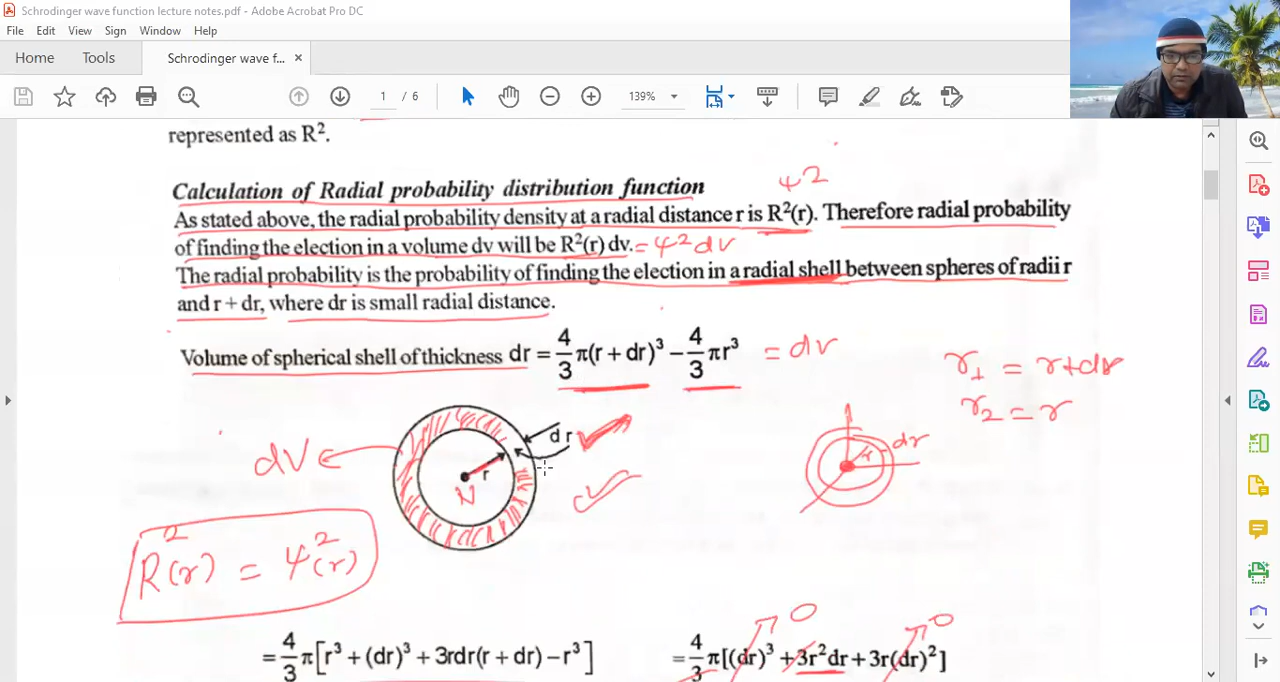 Schrodinger wave function lecture notes.pdf - Adobe Acrobat Pro DC
File Edit View Sign Window Help
Home Tools Schrodinger wave f... ×
1 / 6 139%
represented as R².
Calculation of Radial probability distribution function
ψ2
As stated above, the radial probability density at a radial distance r is R²(r). Therefore radial probability
of finding the election in a volume dv will be R²(r) dv. = ψ²dv
The radial probability is the probability of finding the election in a radial shell between spheres of radii r
and r + dr, where dr is small radial distance.
Volume of spherical shell of thickness dr = 4/3 π(r + dr)³ − 4/3 πr³ = dv
r1 = r+dr
r2 = r
dr
r
N
dV
r dr
R²(r) = ψ²(r)
= 4/3 π[r³ + (dr)³ + 3rdr(r + dr) − r³]
= 4/3 π[(dr)³ + 3r²dr + 3r(dr)²]
0 0